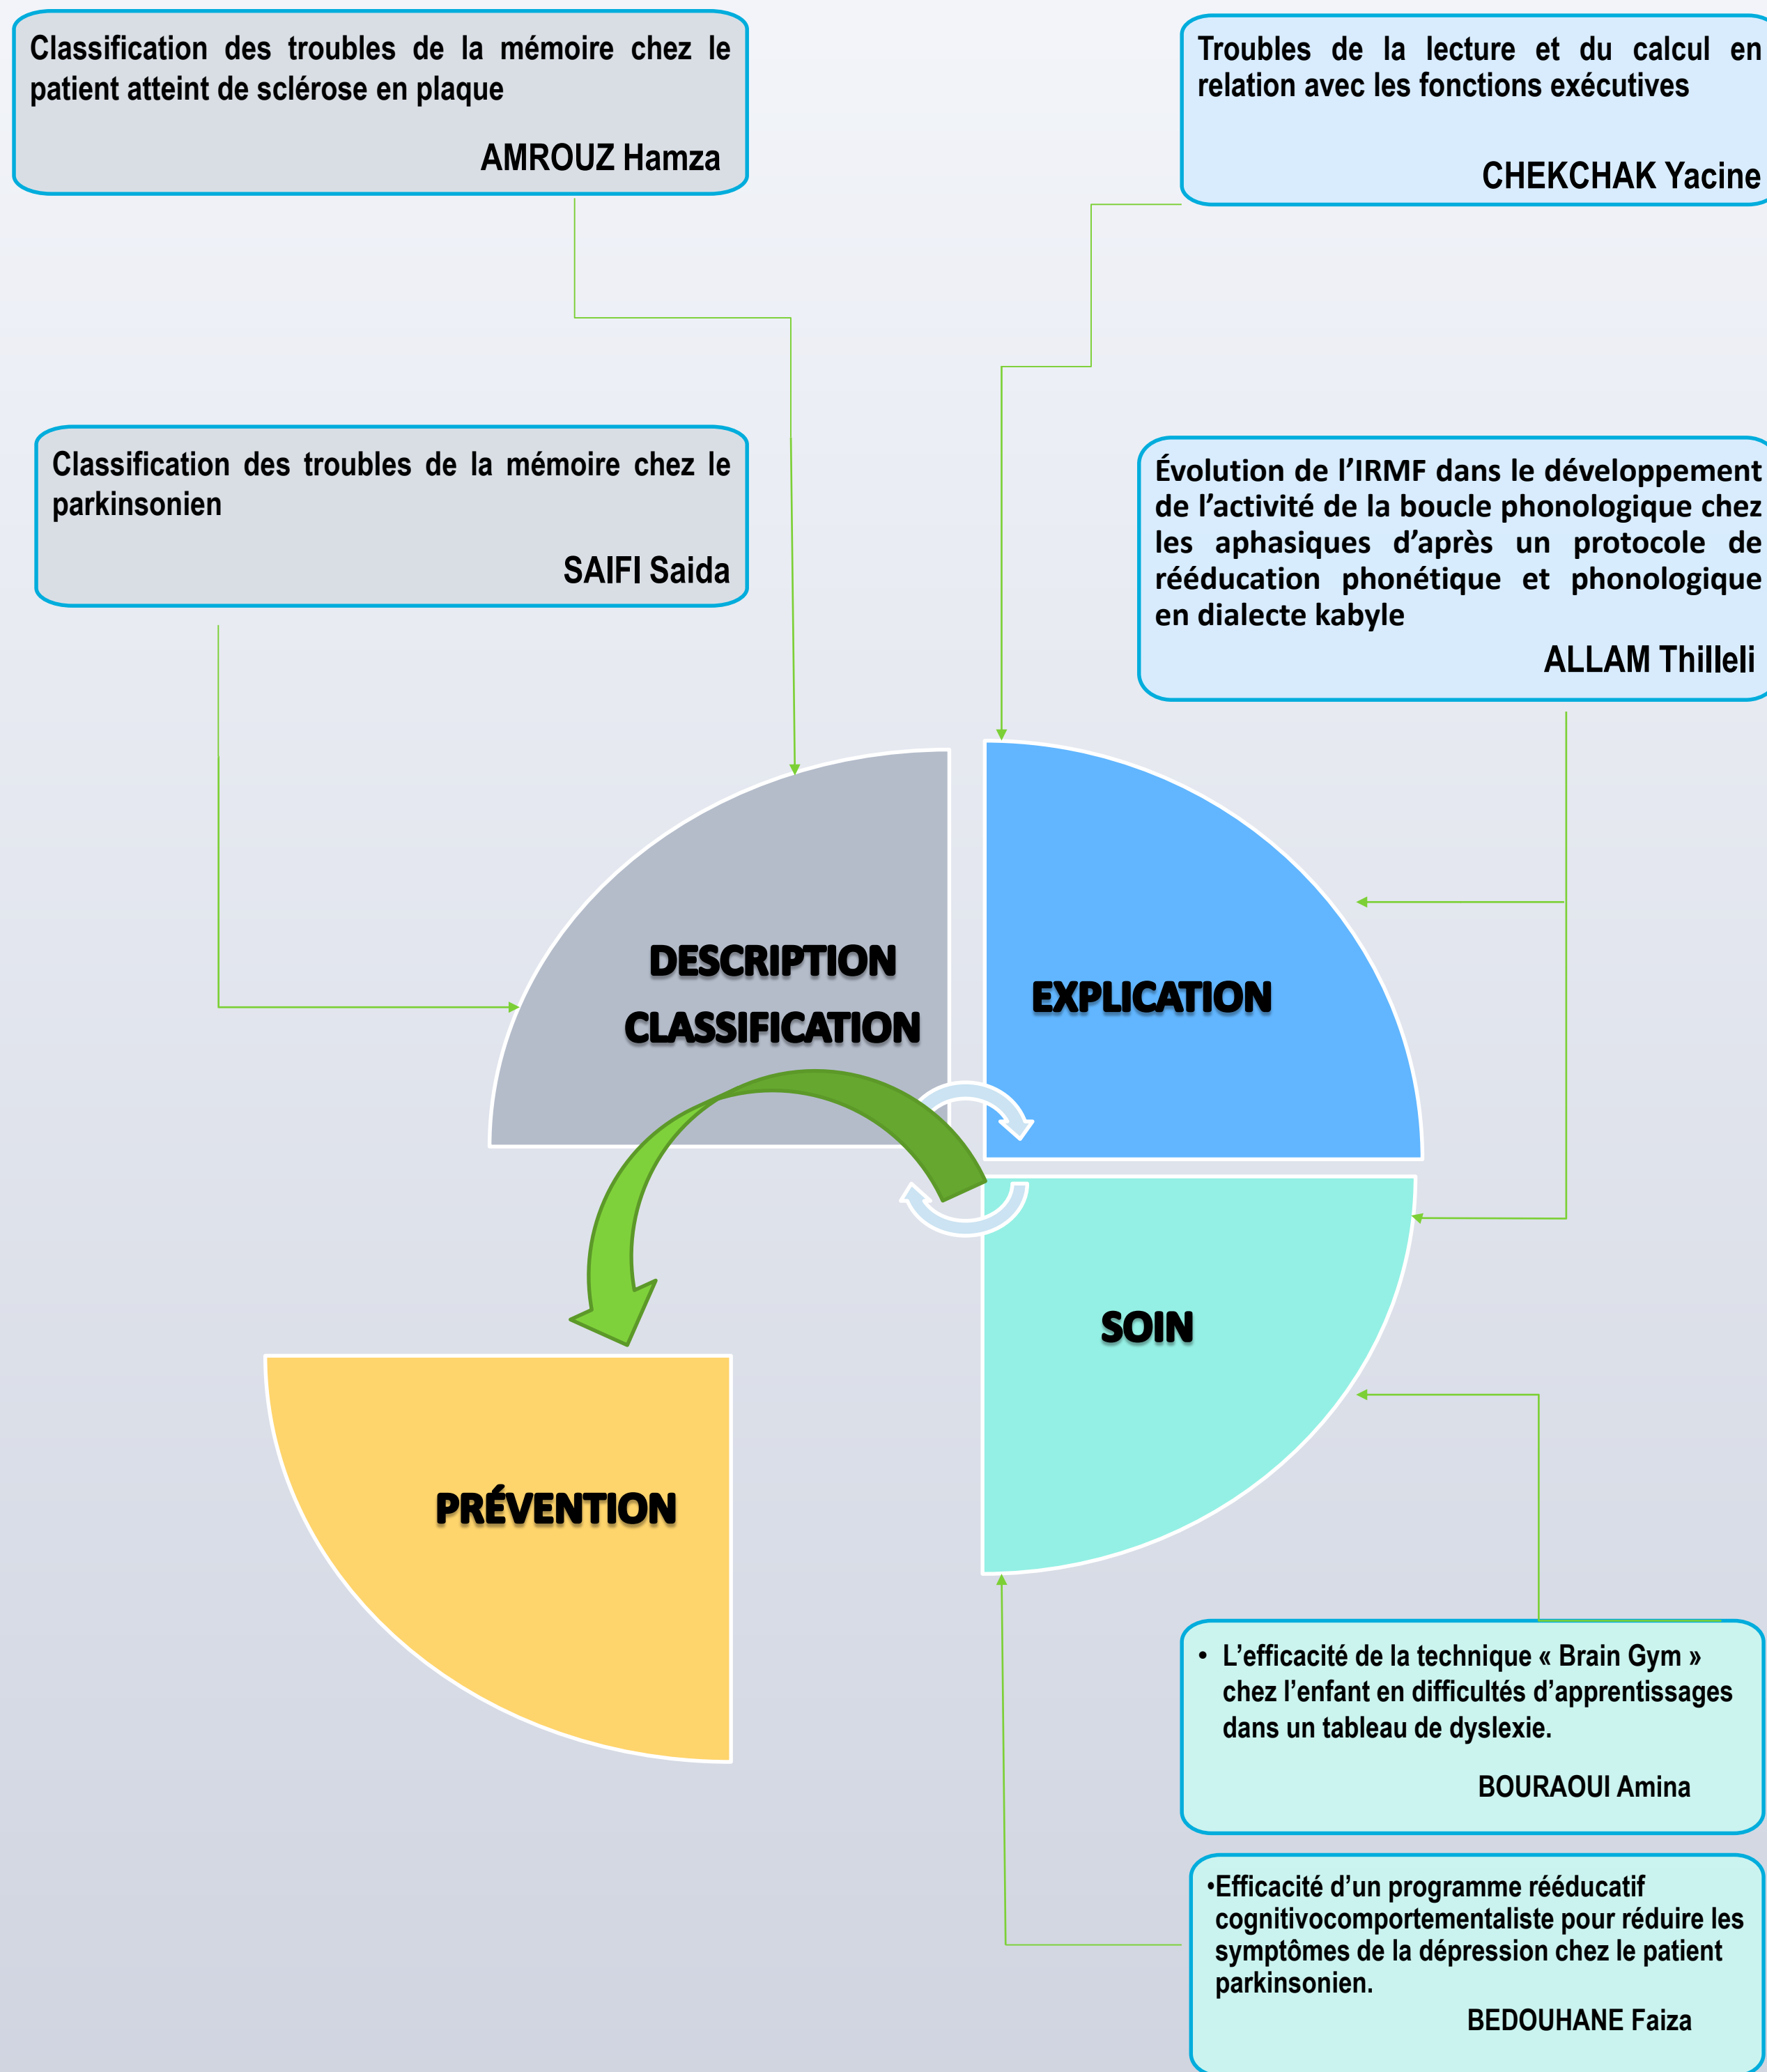 Classification des troubles de la mémoire chez le
patient atteint de sclérose en plaque
AMROUZ Hamza
Troubles de la lecture et du calcul en
relation avec les fonctions exécutives
CHEKCHAK Yacine
Classification des troubles de la mémoire chez le
parkinsonien
SAIFI Saida
Évolution de l’IRMF dans le développement
de l’activité de la boucle phonologique chez
les aphasiques d’après un protocole de
rééducation phonétique et phonologique
en dialecte kabyle
ALLAM Thilleli
DESCRIPTION
CLASSIFICATION
EXPLICATION
SOIN
PRÉVENTION
• L’efficacité de la technique « Brain Gym »
chez l’enfant en difficultés d’apprentissages
dans un tableau de dyslexie.
BOURAOUI Amina
•Efficacité d’un programme rééducatif
cognitivocomportementaliste pour réduire les
symptômes de la dépression chez le patient
parkinsonien.
BEDOUHANE Faiza